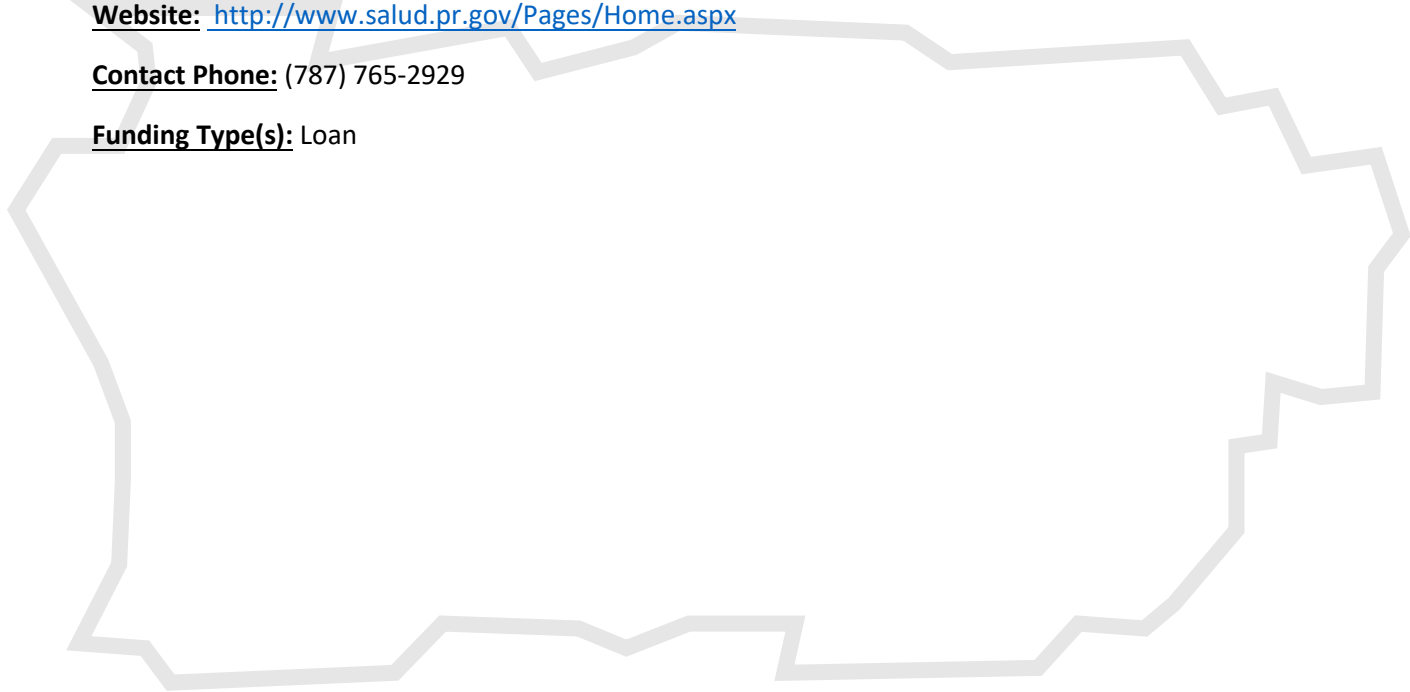 Website: http://www.salud.pr.gov/Pages/Home.aspx
Contact Phone: (787) 765-2929
Funding Type(s): Loan